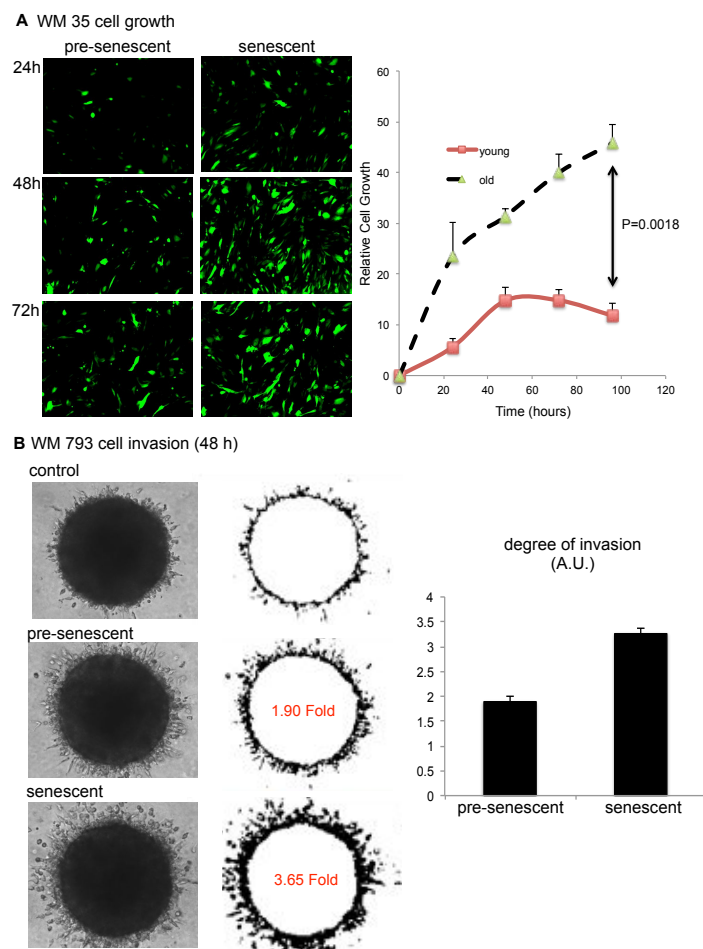 A WM 35 cell growth
pre-senescent senescent
24h
48h
72h
60
50
40
30
20
10
0
Relative Cell Growth
young
old
P=0.0018
0 20 40 60 80 100 120
Time (hours)
B WM 793 cell invasion (48 h)
control
pre-senescent
1.90 Fold
senescent
3.65 Fold
degree of invasion
(A.U.)
4
3.5
3
2.5
2
1.5
1
0.5
0
pre-senescent senescent